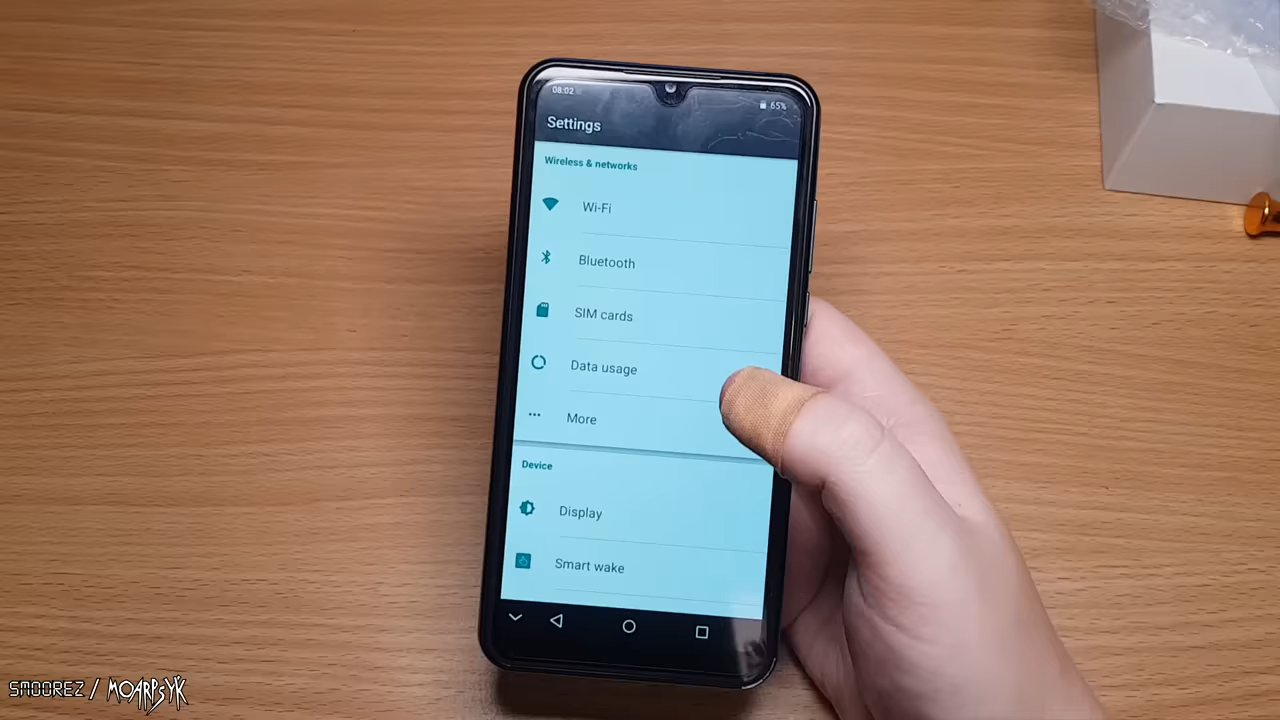 08:02
65%
Settings
Wireless & networks
Wi-Fi
Bluetooth
SIM cards
Data usage
More
Device
Display
Smart wake
SMOOREZ / MOARPSYK